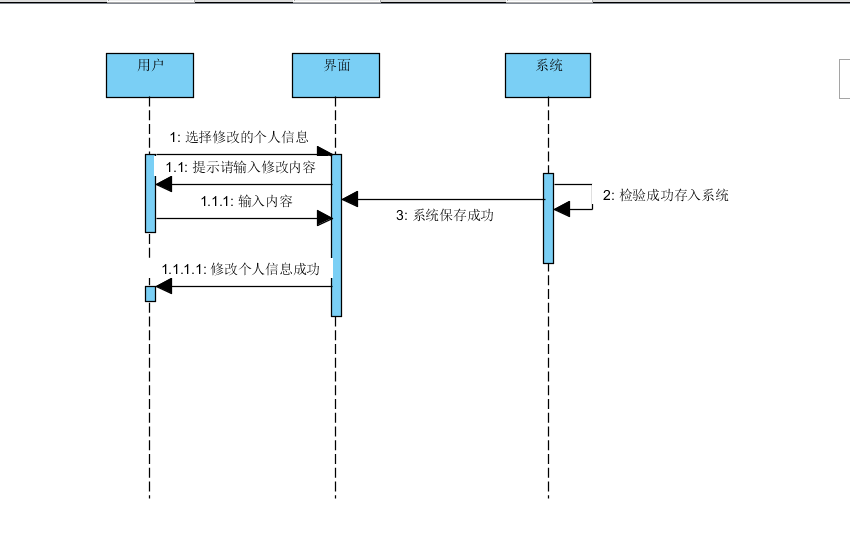 用户
界面
系统
1: 选择修改的个人信息
1.1: 提示请输入修改内容
2: 检验成功存入系统
1.1.1: 输入内容
3: 系统保存成功
1.1.1.1: 修改个人信息成功